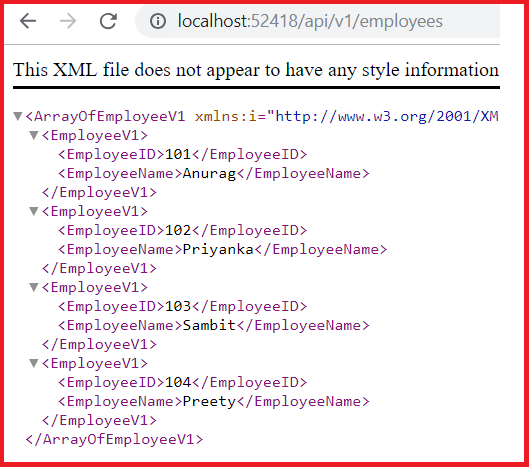 localhost:52418/api/v1/employees
This XML file does not appear to have any style information
<ArrayOfEmployeeV1 xmlns:i="http://www.w3.org/2001/XM
<EmployeeV1>
<EmployeeID>101</EmployeeID>
<EmployeeName>Anurag</EmployeeName>
</EmployeeV1>
<EmployeeV1>
<EmployeeID>102</EmployeeID>
<EmployeeName>Priyanka</EmployeeName>
</EmployeeV1>
<EmployeeV1>
<EmployeeID>103</EmployeeID>
<EmployeeName>Sambit</EmployeeName>
</EmployeeV1>
<EmployeeV1>
<EmployeeID>104</EmployeeID>
<EmployeeName>Preety</EmployeeName>
</EmployeeV1>
</ArrayOfEmployeeV1>